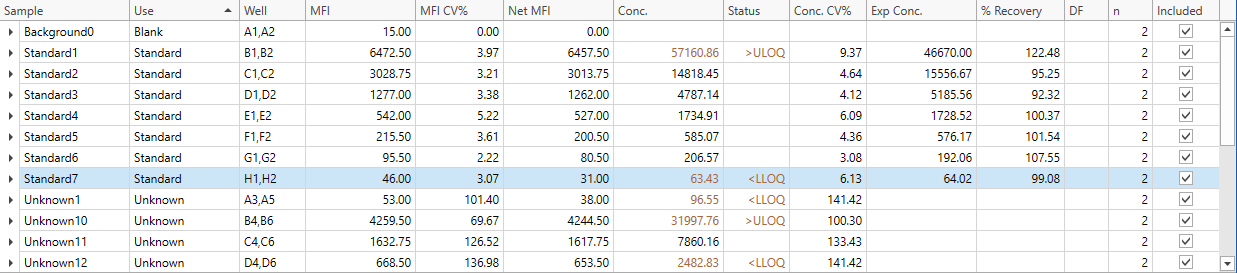 Sample Use Well MFI MFI CV% Net MFI Conc. Status Conc. CV% Exp Conc. % Recovery DF n Included
Background0 Blank A1,A2 15.00 0.00 0.00 2
Standard1 Standard B1,B2 6472.50 3.97 6457.50 57160.86 >ULOQ 9.37 46670.00 122.48 2
Standard2 Standard C1,C2 3028.75 3.21 3013.75 14818.45 4.64 15556.67 95.25 2
Standard3 Standard D1,D2 1277.00 3.38 1262.00 4787.14 4.12 5185.56 92.32 2
Standard4 Standard E1,E2 542.00 5.22 527.00 1734.91 6.09 1728.52 100.37 2
Standard5 Standard F1,F2 215.50 3.61 200.50 585.07 4.36 576.17 101.54 2
Standard6 Standard G1,G2 95.50 2.22 80.50 206.57 3.08 192.06 107.55 2
Standard7 Standard H1,H2 46.00 3.07 31.00 63.43 <LLOQ 6.13 64.02 99.08 2
Unknown1 Unknown A3,A5 53.00 101.40 38.00 96.55 <LLOQ 141.42 2
Unknown10 Unknown B4,B6 4259.50 69.67 4244.50 31997.76 >ULOQ 100.30 2
Unknown11 Unknown C4,C6 1632.75 126.52 1617.75 7860.16 133.43 2
Unknown12 Unknown D4,D6 668.50 136.98 653.50 2482.83 <LLOQ 141.42 2